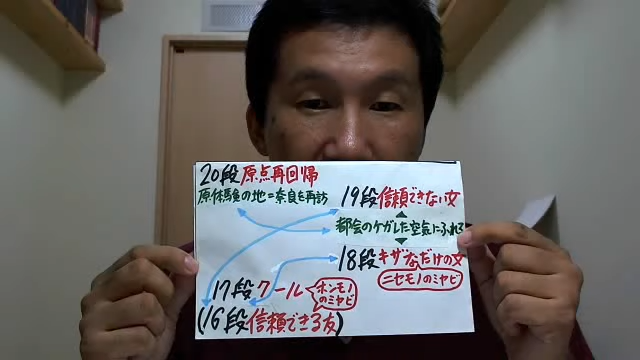 20段原点再回帰
原体験の地=奈良を再訪
19段信頼できない文
都会のケガした空気にふれる
18段キザなだけの文
ニセモノのミヤビ
17段クール
ホンモノのミヤビ
(16段信頼できる友)